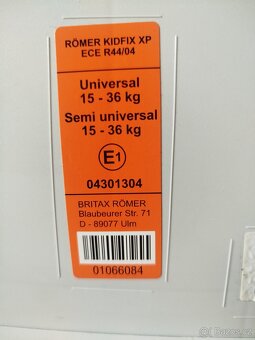 RÖMER KIDFIX XP
ECE R44/04
Universal
15 - 36 kg
Semi universal
15 - 36 kg
E1
04301304
BRITAX RÖMER
Blaubeurer Str. 71
D - 89077 Ulm
01066084